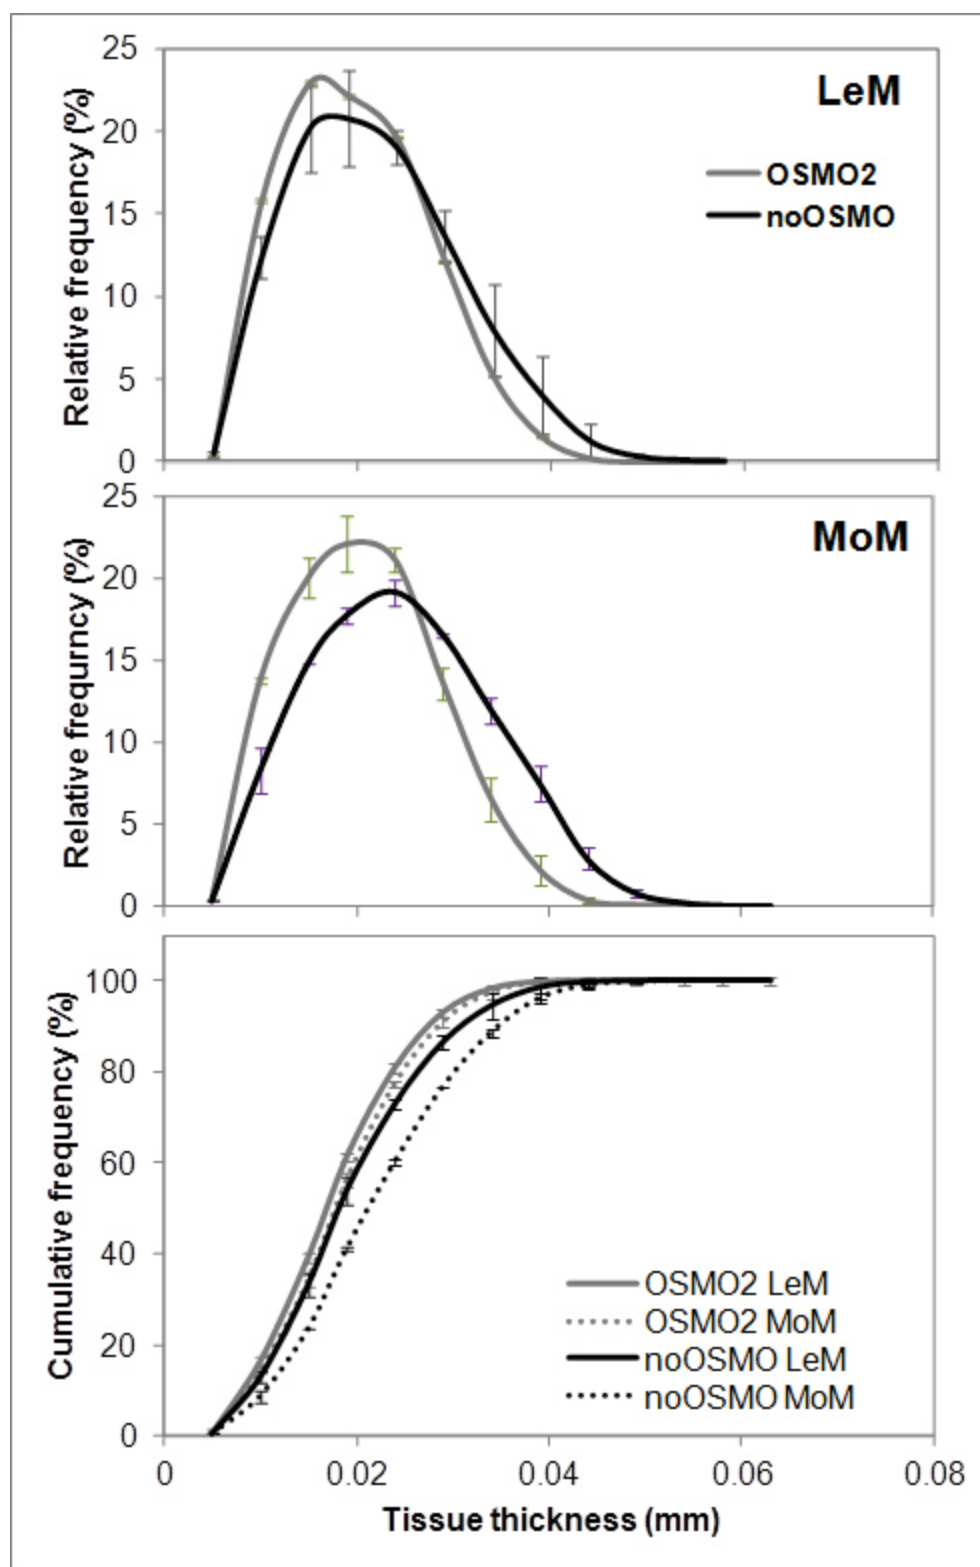 25
20
15
10
5
0
Relative frequency (%)
LeM
OSMO2
noOSMO
25
20
15
10
5
0
Relative frequrncy (%)
MoM
100
80
60
40
20
0
Cumulative frequency (%)
OSMO2 LeM
OSMO2 MoM
noOSMO LeM
noOSMO MoM
0 0.02 0.04 0.06 0.08
Tissue thickness (mm)